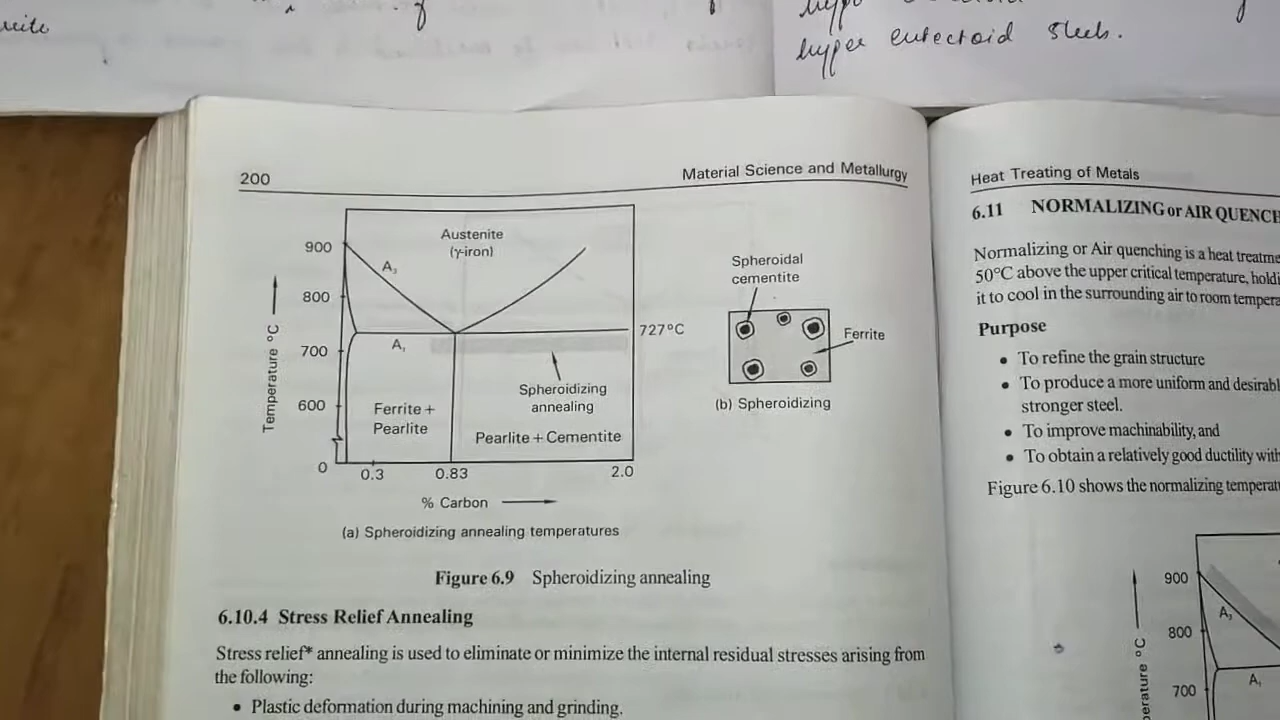 hyper eutectoid steels.
200
Material Science and Metallurgy
Austenite
(γ-iron)
900
A₃
800
727°C
A₁
700
Temperature °C
Spheroidizing
annealing
600
Ferrite +
Pearlite
Pearlite + Cementite
0
0.3
0.83
2.0
% Carbon
(a) Spheroidizing annealing temperatures
Spheroidal
cementite
Ferrite
(b) Spheroidizing
Figure 6.9 Spheroidizing annealing
6.10.4 Stress Relief Annealing
Stress relief* annealing is used to eliminate or minimize the internal residual stresses arising from
the following:
• Plastic deformation during machining and grinding.
Heat Treating of Metals
6.11 NORMALIZING or AIR QUENCH
Normalizing or Air quenching is a heat treatme
50°C above the upper critical temperature, holdi
it to cool in the surrounding air to room tempera
Purpose
• To refine the grain structure
• To produce a more uniform and desirabl
stronger steel.
• To improve machinability, and
• To obtain a relatively good ductility with
Figure 6.10 shows the normalizing temperat
900
A₃
800
A₁
700
perature °C